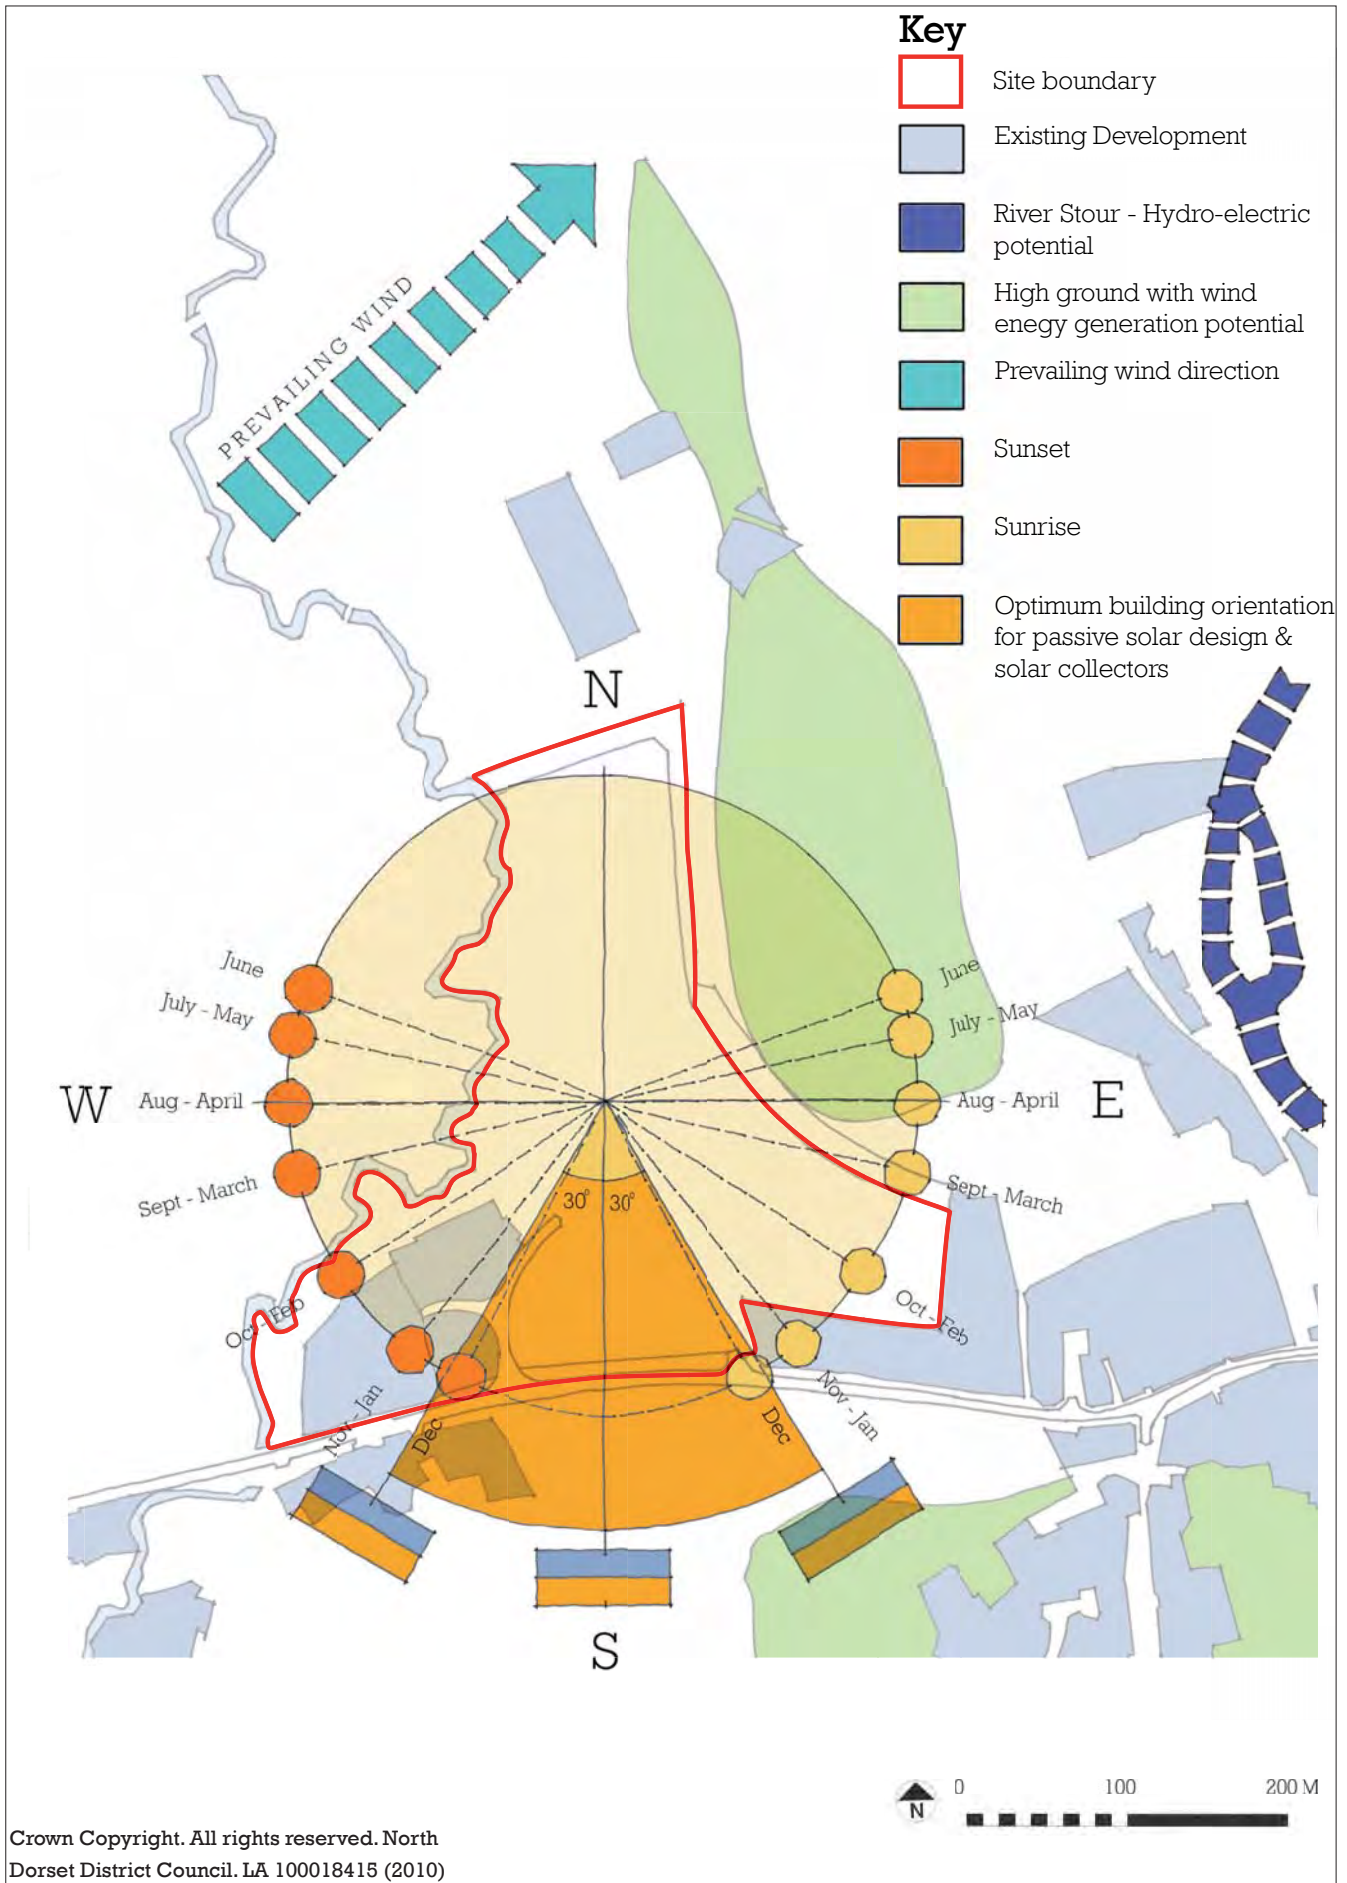 Key
Site boundary
Existing Development
River Stour - Hydro-electric
potential
High ground with wind
enegy generation potential
Prevailing wind direction
Sunset
Sunrise
Optimum building orientation
for passive solar design &
solar collectors
PREVAILING WIND
N
June
July - May
W
Aug - April
Sept - March
Oct - Feb
Nov - Jan
Dec
30°
30°
June
July - May
Aug - April
E
Sept - March
Oct - Feb
Nov - Jan
Dec
S
0
100
200 M
N
Crown Copyright. All rights reserved. North
Dorset District Council. LA 100018415 (2010)